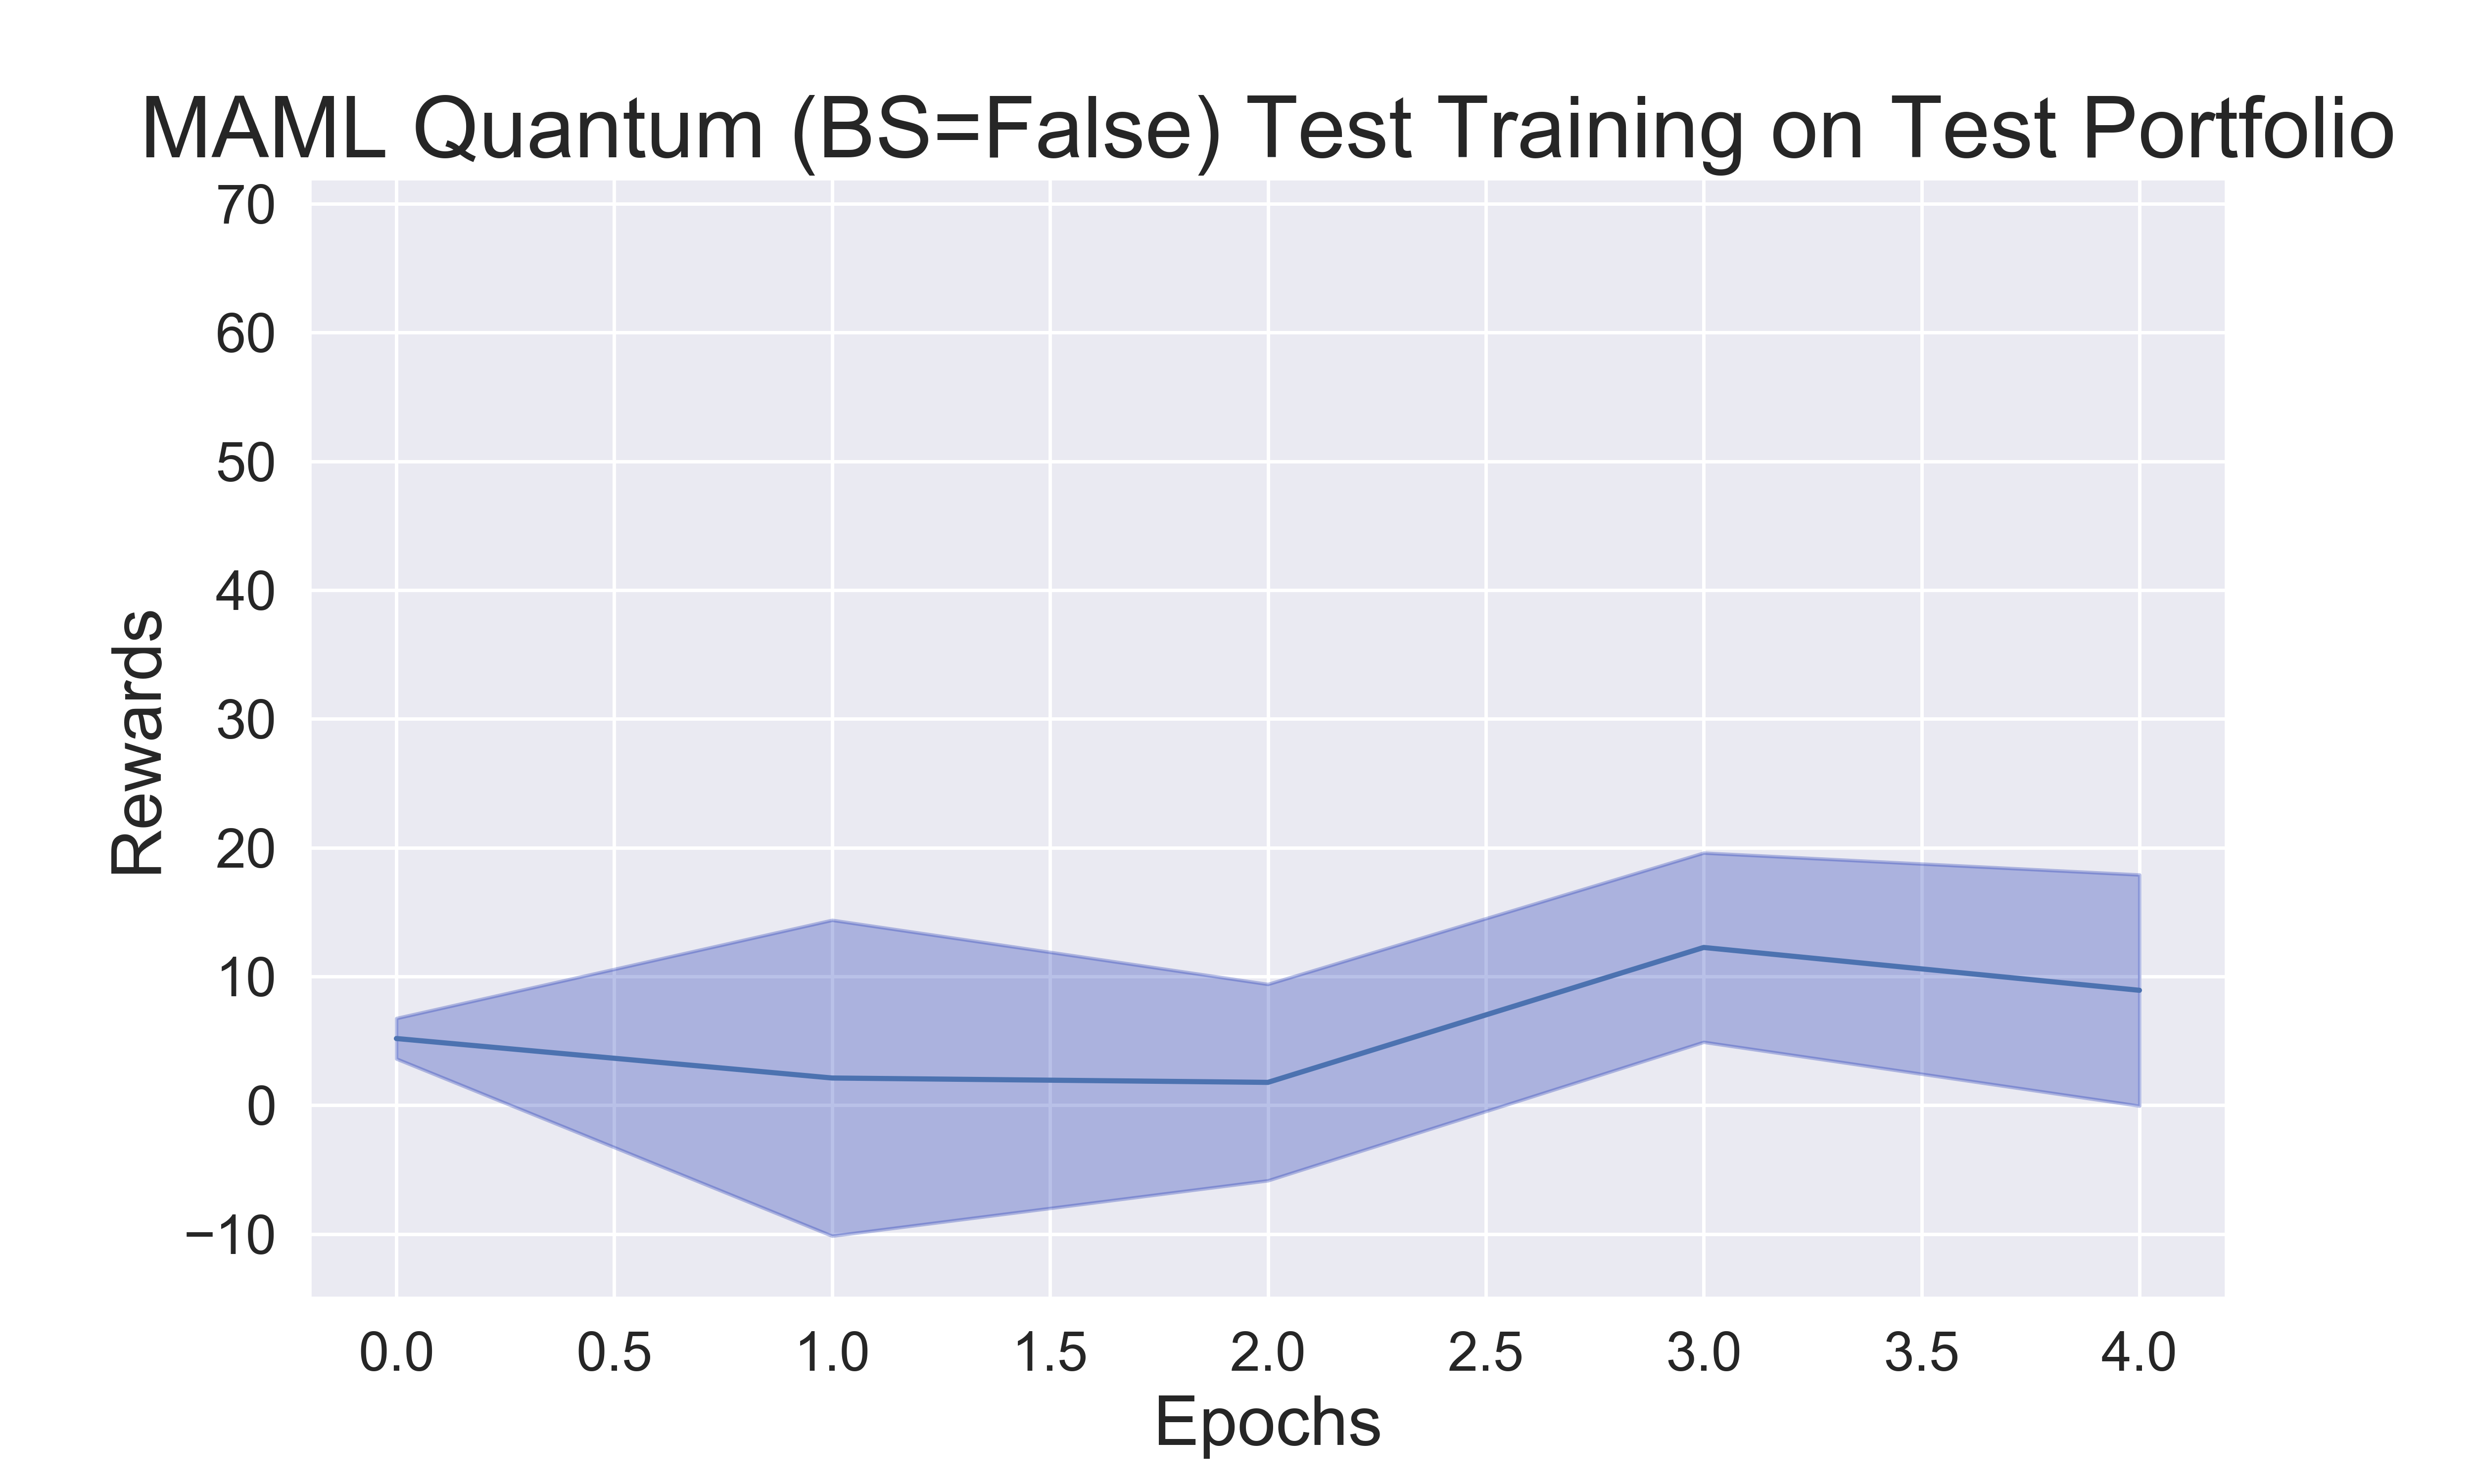 MAML Quantum (BS=False) Test Training on Test Portfolio
70
60
50
40
30
20
10
0
−10
Rewards
0.0 0.5 1.0 1.5 2.0 2.5 3.0 3.5 4.0
Epochs